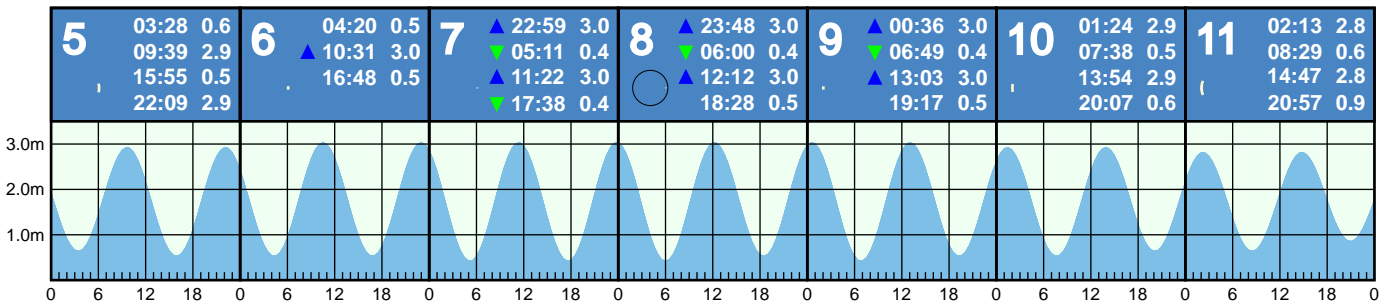 5 6 7 8 9 10 11
03:28 0.6 04:20 0.5 ▲ 22:59 3.0 ▲ 23:48 3.0 ▲ 00:36 3.0 01:24 2.9 02:13 2.8
09:39 2.9 ▲ 10:31 3.0 ▼ 05:11 0.4 ▼ 06:00 0.4 ▼ 06:49 0.4 07:38 0.5 08:29 0.6
15:55 0.5 16:48 0.5 ▲ 11:22 3.0 ▲ 12:12 3.0 ▲ 13:03 3.0 13:54 2.9 14:47 2.8
22:09 2.9 ▼ 17:38 0.4 18:28 0.5 19:17 0.5 20:07 0.6 20:57 0.9
3.0m
2.0m
1.0m
0 6 12 18 0 6 12 18 0 6 12 18 0 6 12 18 0 6 12 18 0 6 12 18 0 6 12 18 0